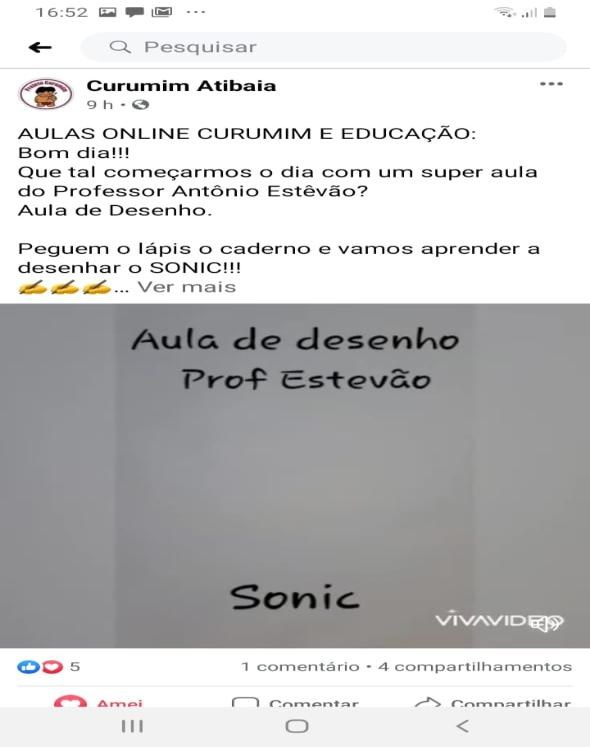 16:52
Pesquisar
Curumim Atibaia
9 h
AULAS ONLINE CURUMIM E EDUCAÇÃO:
Bom dia!!!
Que tal começarmos o dia com um super aula
do Professor Antônio Estêvão?
Aula de Desenho.
Peguem o lápis o caderno e vamos aprender a
desenhar o SONIC!!!
✍✍✍... Ver mais
Aula de desenho
Prof Estevão
Sonic
VIVAVIDEO
5
1 comentário • 4 compartilhamentos
Amei
Comentar
Compartilhar